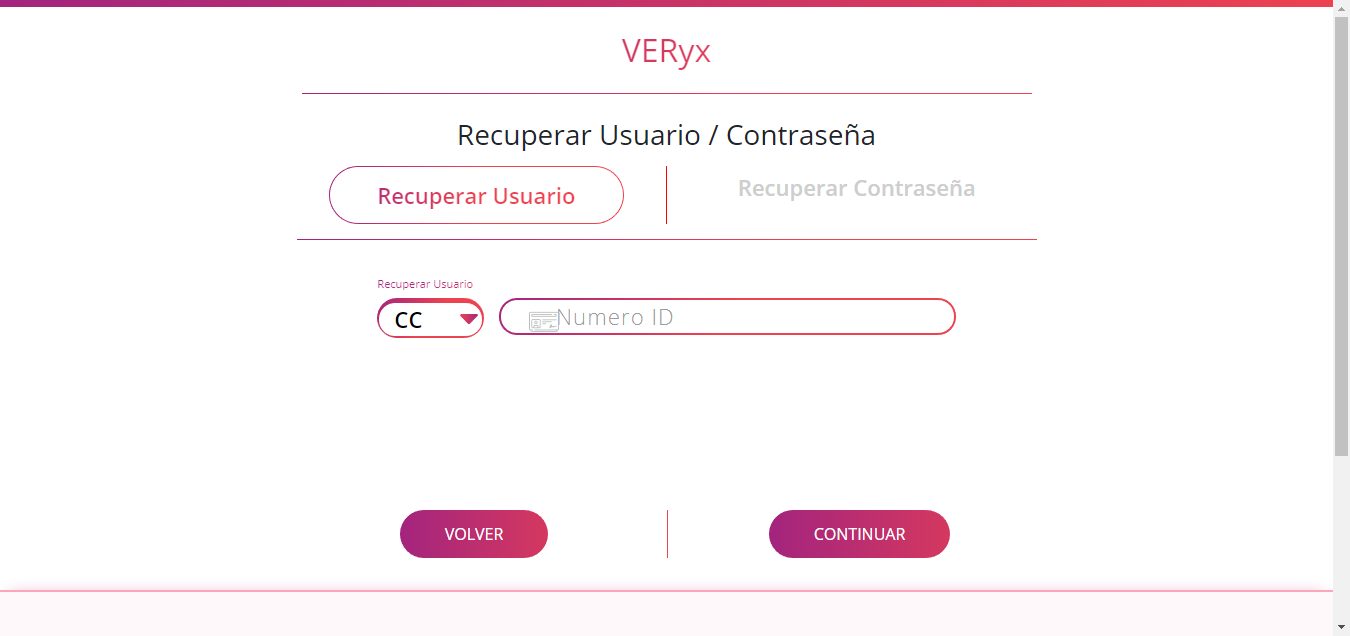 VERyx
Recuperar Usuario / Contraseña
Recuperar Usuario
Recuperar Contraseña
Recuperar Usuario
CC
Numero ID
VOLVER
CONTINUAR